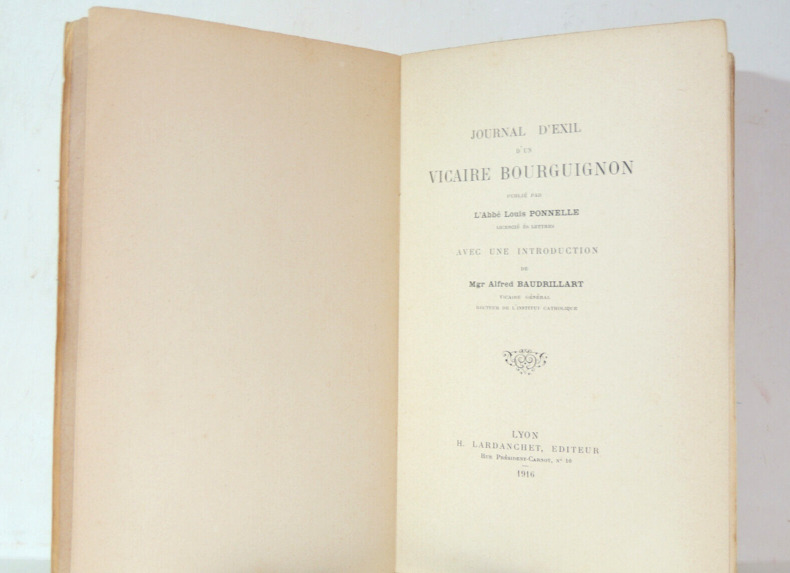 JOURNAL D'EXIL
D'UN
VICAIRE BOURGUIGNON
PUBLIÉ PAR
L'Abbé Louis PONNELLE
LICENCIÉ ÈS LETTRES
AVEC UNE INTRODUCTION
DE
Mgr Alfred BAUDRILLART
VICAIRE GÉNÉRAL
RECTEUR DE L'INSTITUT CATHOLIQUE
LYON
H. LARDANCHET, EDITEUR
RUE PRÉSIDENT-CARNOT, N° 10
1916